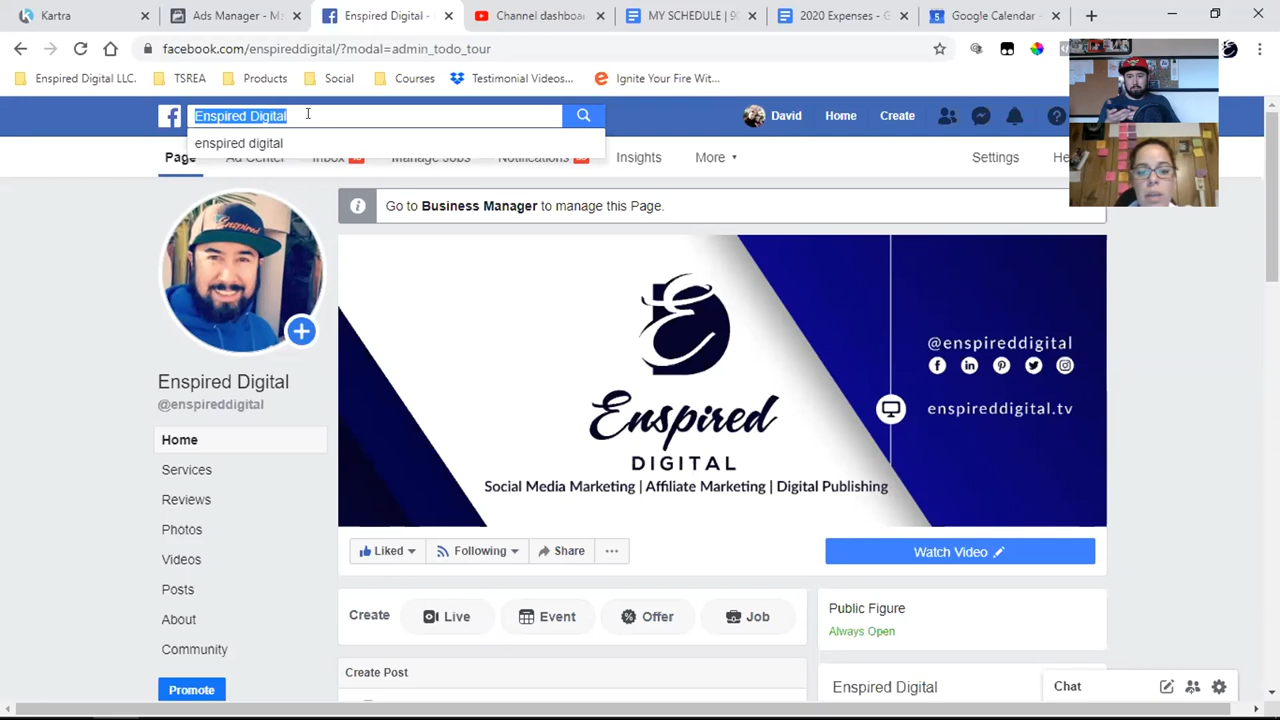 Kartra
Ads Manager - Ma
Enspired Digital -
Channel dashboa
MY SCHEDULE | 90
2020 Expenses - G
Google Calendar -
facebook.com/enspireddigital/?modal=admin_todo_tour
Enspired Digital LLC.
TSREA
Products
Social
Courses
Testimonial Videos...
Ignite Your Fire Wit...
Enspired Digital
David
Home
Create
enspired digital
Page
Ad Center
Inbox
Manage Jobs
Notifications
Insights
More
Settings
Go to Business Manager to manage this Page.
Enspired
DIGITAL
Social Media Marketing | Affiliate Marketing | Digital Publishing
@enspireddigital
enspireddigital.tv
Enspired Digital
@enspireddigital
Home
Services
Reviews
Photos
Videos
Posts
About
Community
Promote
Liked
Following
Share
Watch Video
Create
Live
Event
Offer
Job
Create Post
Public Figure
Always Open
Enspired Digital
Chat